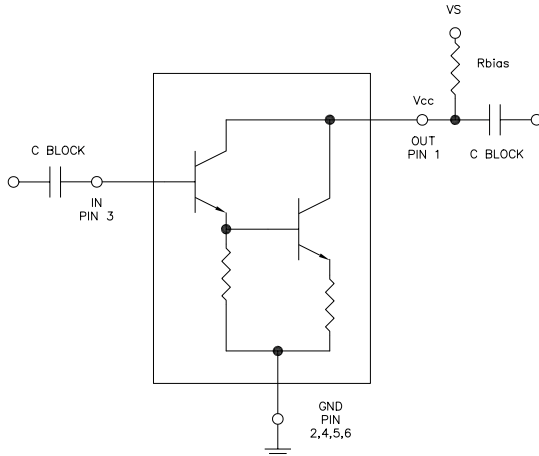 VS
Rbias
Vcc
C BLOCK
OUT
PIN 1
C BLOCK
IN
PIN 3
GND
PIN
2,4,5,6